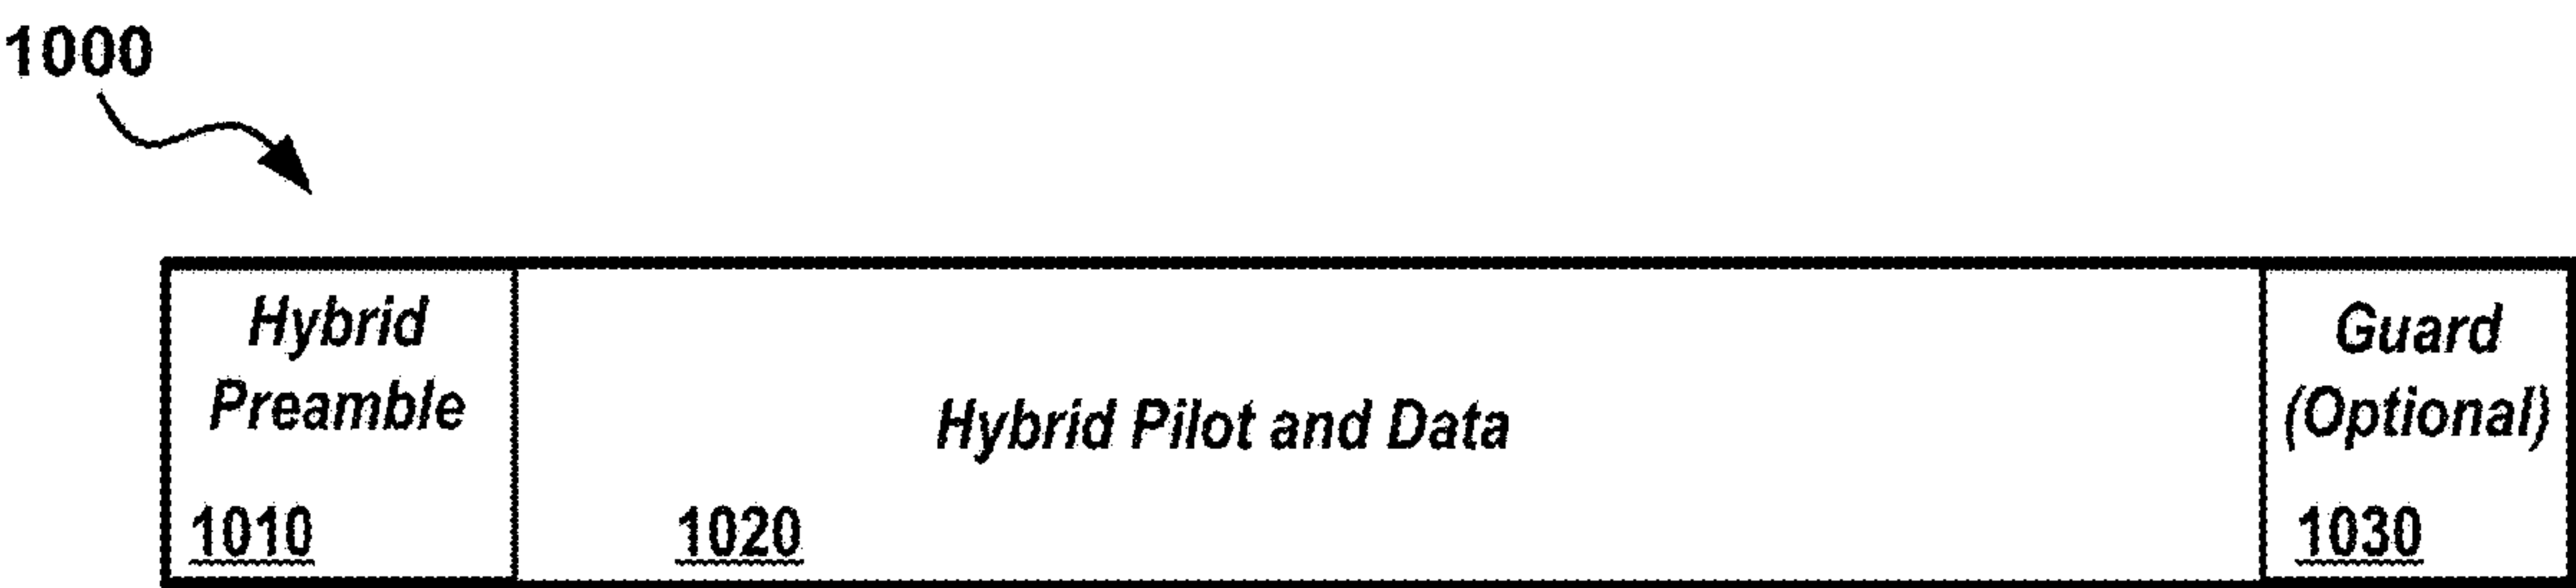 1000
Hybrid
Preamble
1010
Hybrid Pilot and Data
1020
Guard
(Optional)
1030